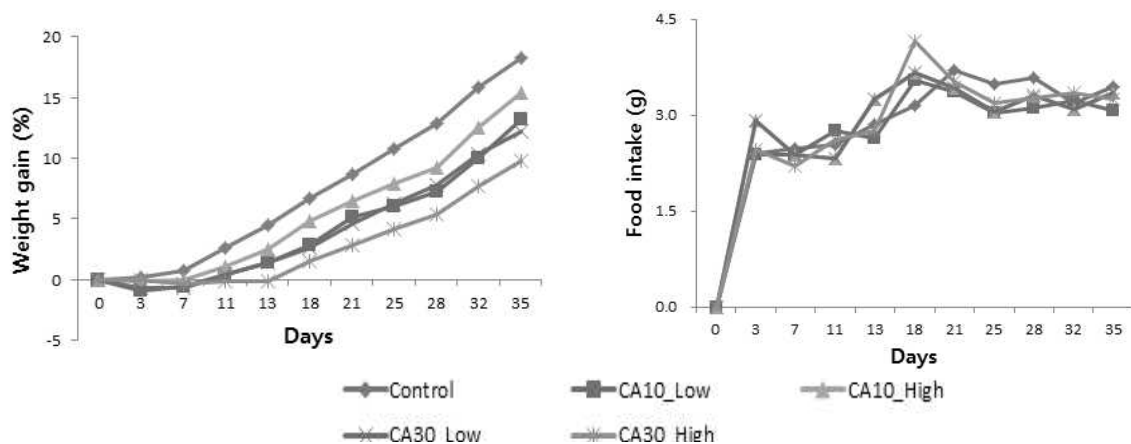 20
15
10
5
0
-5
Weight gain (%)
0 3 7 11 13 18 21 25 28 32 35
Days
4.5
3.0
1.5
0.0
Food intake (g)
0 3 7 11 13 18 21 25 28 32 35
Days
Control CA10_Low CA10_High
CA30_Low CA30_High